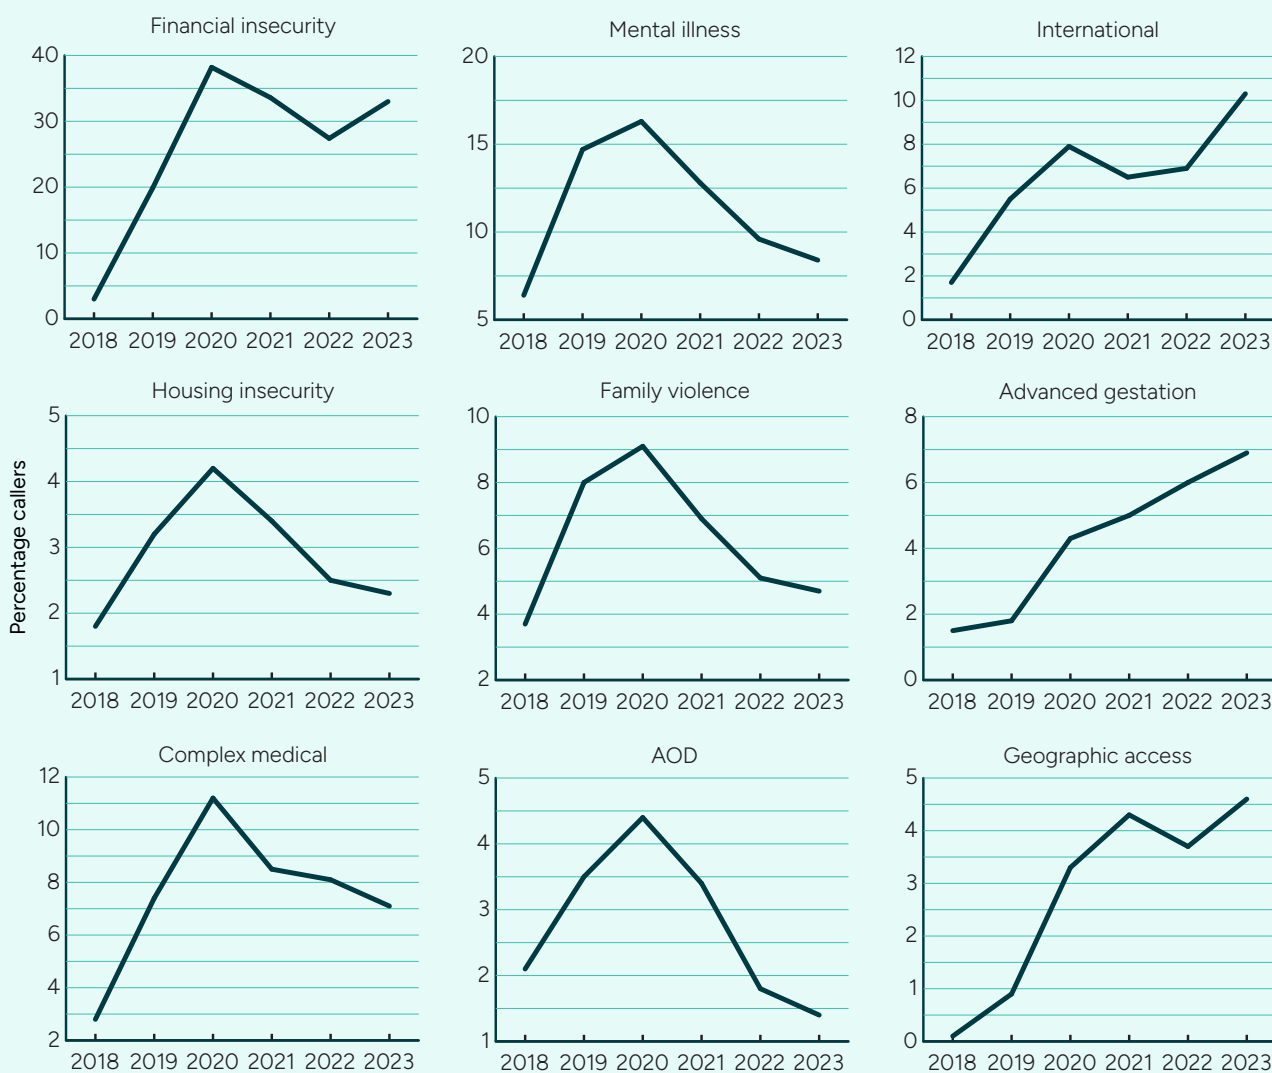 Financial insecurity
40
30
20
10
0
2018 2019 2020 2021 2022 2023
Mental illness
20
15
10
5
2018 2019 2020 2021 2022 2023
International
12
10
8
6
4
2
0
2018 2019 2020 2021 2022 2023
Percentage callers
Housing insecurity
5
4
3
2
1
2018 2019 2020 2021 2022 2023
Family violence
10
8
6
4
2
2018 2019 2020 2021 2022 2023
Advanced gestation
8
6
4
2
0
2018 2019 2020 2021 2022 2023
Complex medical
12
10
8
6
4
2
2018 2019 2020 2021 2022 2023
AOD
5
4
3
2
1
2018 2019 2020 2021 2022 2023
Geographic access
5
4
3
2
1
0
2018 2019 2020 2021 2022 2023